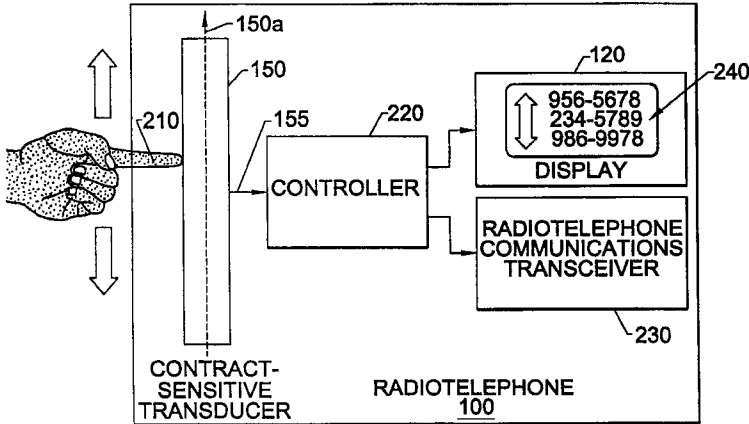 150a
150
210
155
220
120
240
956-5678
234-5789
986-9978
DISPLAY
CONTROLLER
RADIOTELEPHONE
COMMUNICATIONS
TRANSCEIVER
230
CONTRACT-
SENSITIVE
TRANSDUCER
RADIOTELEPHONE
100